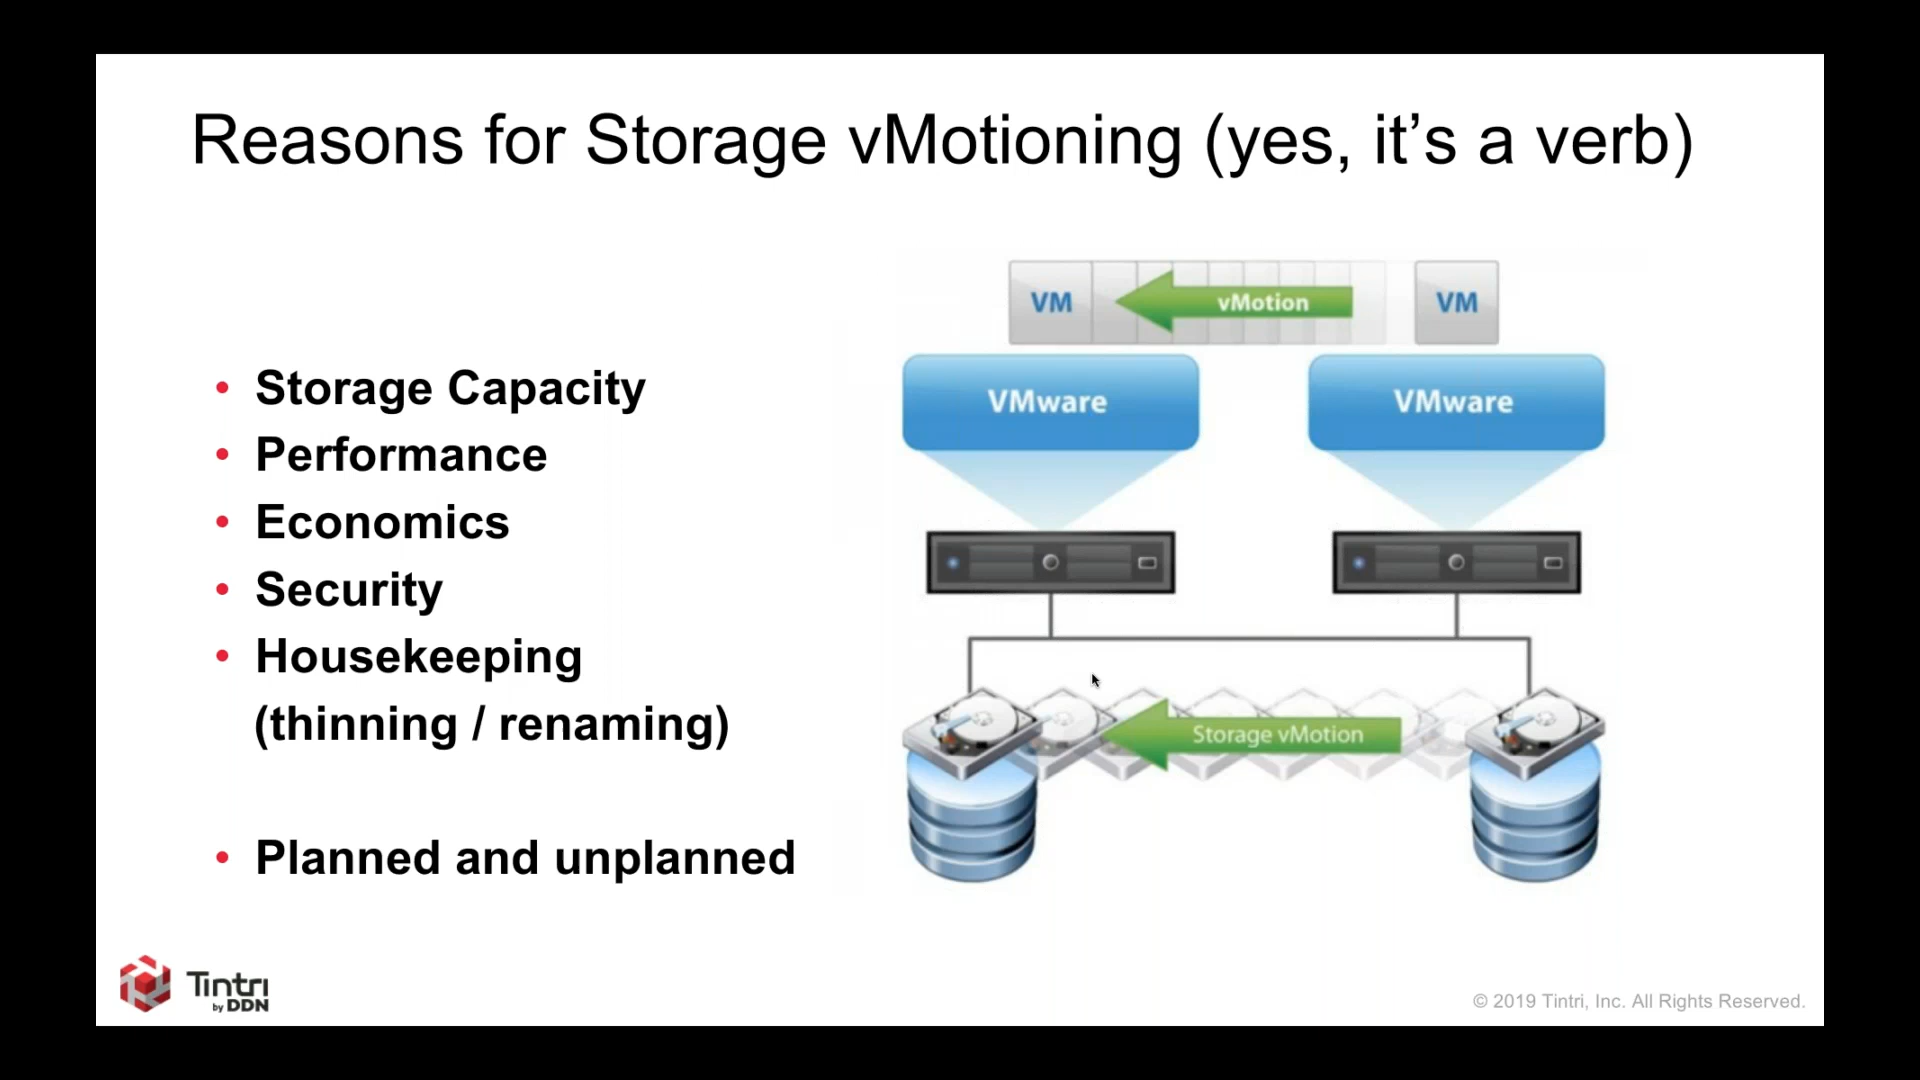 Reasons for Storage vMotioning (yes, it’s a verb)
• Storage Capacity
• Performance
• Economics
• Security
• Housekeeping
(thinning / renaming)
• Planned and unplanned
VM vMotion VM
VMware VMware
Storage vMotion
Tintri
by DDN
© 2019 Tintri, Inc. All Rights Reserved.